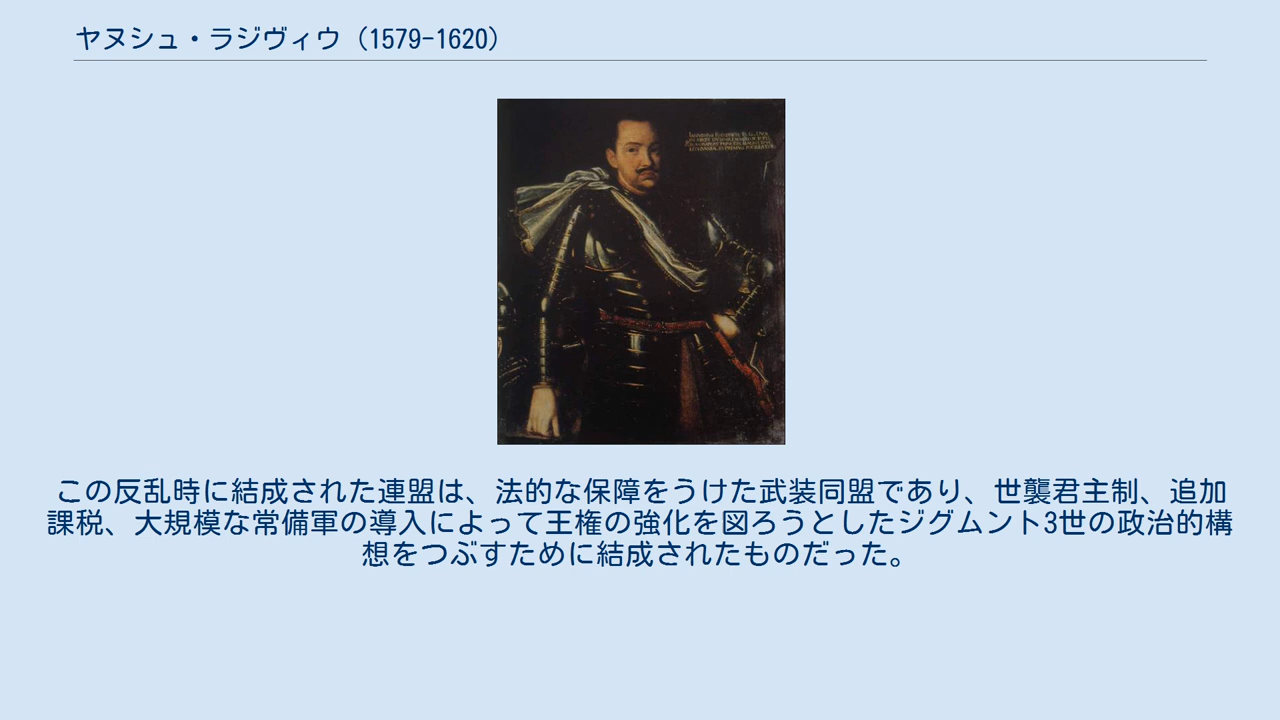 ヤヌシュ・ラジヴィウ（1579-1620）
この反乱時に結成された連盟は、法的な保障をうけた武装同盟であり、世襲君主制、追加
課税、大規模な常備軍の導入によって王権の強化を図ろうとしたジグムント3世の政治的構
想をつぶすために結成されたものだった。